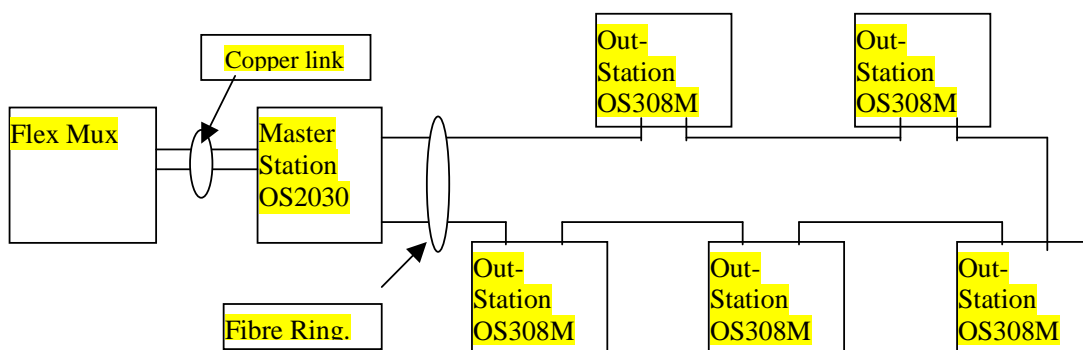 Copper link
Flex Mux
Master
Station
OS2030
Out-
Station
OS308M
Out-
Station
OS308M
Out-
Station
OS308M
Out-
Station
OS308M
Out-
Station
OS308M
Fibre Ring.